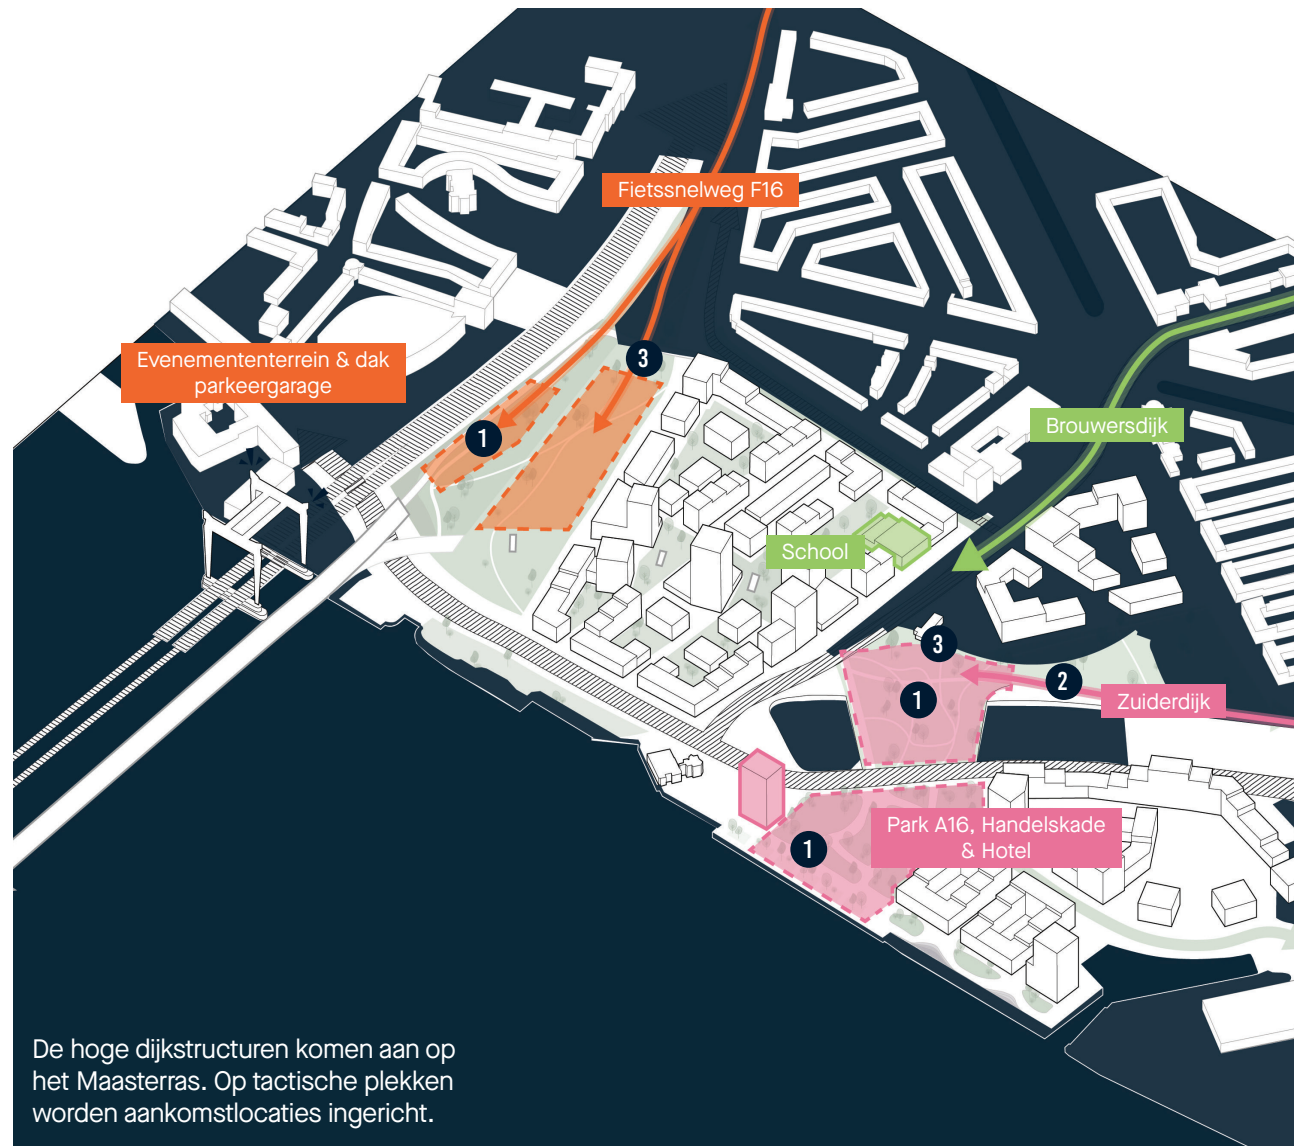 Fietssnelweg F16
Evenemententerrein & dak
parkeergarage
3
1
Brouwersdijk
School
3
2
1
Zuiderdijk
Park A16, Handelskade
& Hotel
1
De hoge dijkstructuren komen aan op
het Maasterras. Op tactische plekken
worden aankomstlocaties ingericht.